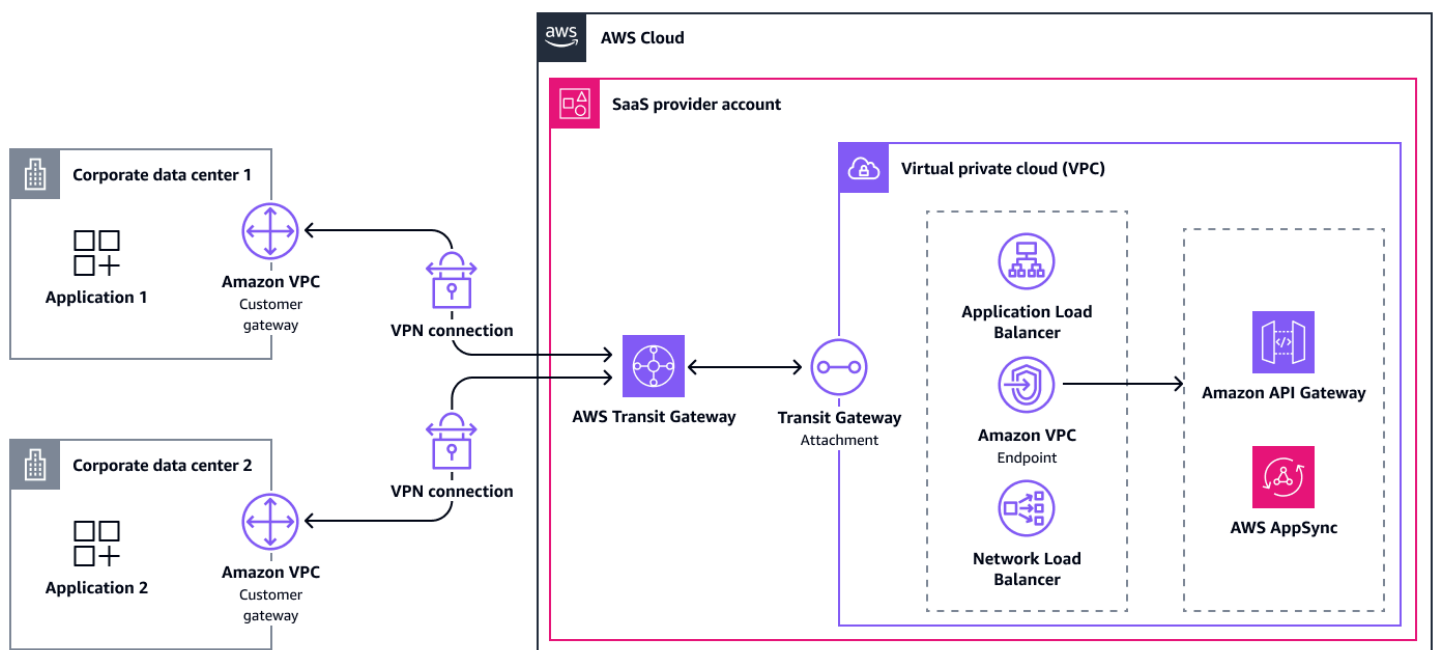 aws
AWS Cloud
SaaS provider account
Virtual private cloud (VPC)
Corporate data center 1
Application 1
Amazon VPC
Customer
gateway
VPN connection
Corporate data center 2
Application 2
Amazon VPC
Customer
gateway
VPN connection
AWS Transit Gateway
Transit Gateway
Attachment
Application Load
Balancer
Amazon VPC
Endpoint
Network Load
Balancer
Amazon API Gateway
AWS AppSync